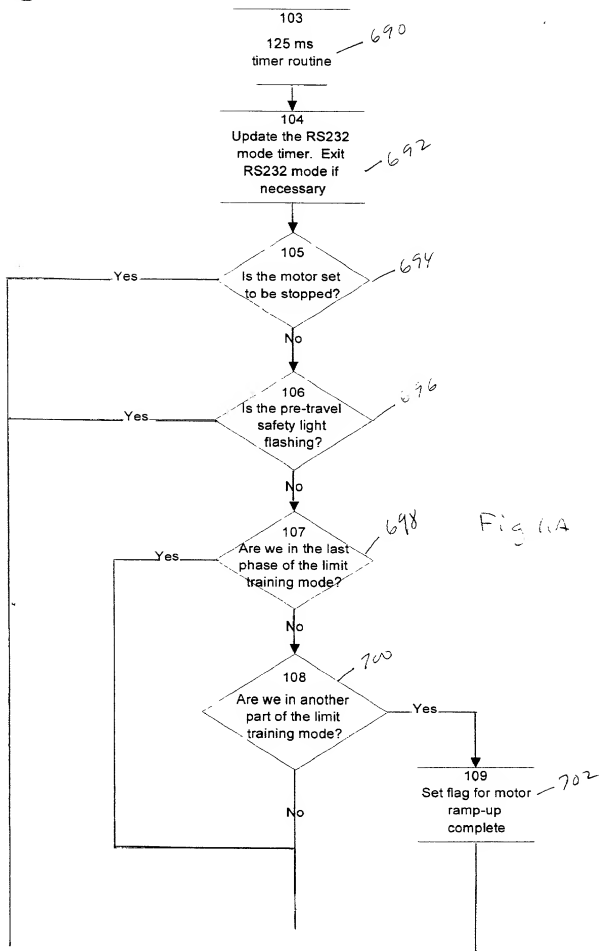 103
125 ms
timer routine
690
104
Update the RS232
mode timer. Exit
RS232 mode if
necessary
692
105
Is the motor set
to be stopped?
694
Yes
No
106
Is the pre-travel
safety light
flashing?
696
Yes
No
107
Are we in the last
phase of the limit
training mode?
698
Yes
Fig 11A
No
108
Are we in another
part of the limit
training mode?
700
Yes
No
109
Set flag for motor
ramp-up
complete
702